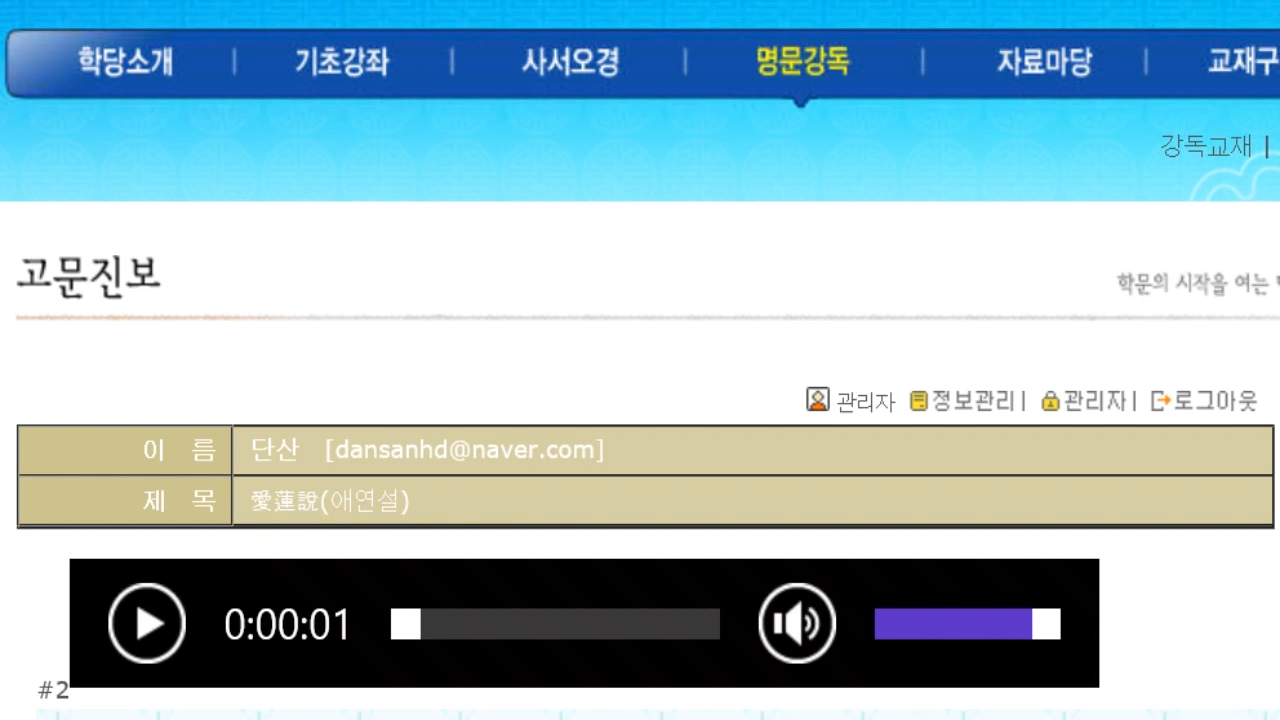 학당소개 | 기초강좌 | 사서오경 | 명문강독 | 자료마당 | 교재구
강독교재 |
고문진보
학문의 시작을 여는
관리자 정보관리 | 관리자 | 로그아웃
이 름 단산 [dansanhd@naver.com]
제 목 愛蓮說(애연설)
0:00:01
#2